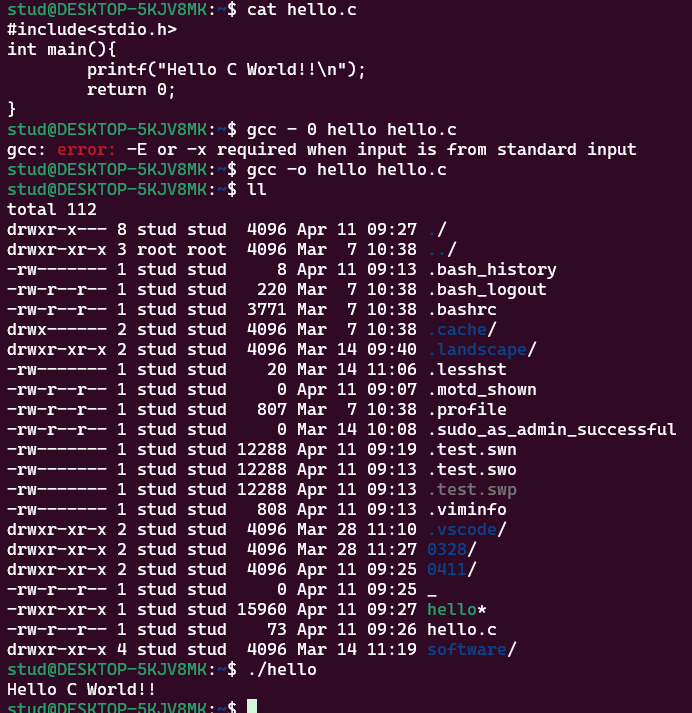 stud@DESKTOP-5KJV8MK:~$ cat hello.c
#include<stdio.h>
int main(){
        printf("Hello C World!!\n");
        return 0;
}
stud@DESKTOP-5KJV8MK:~$ gcc - 0 hello hello.c
gcc: error: -E or -x required when input is from standard input
stud@DESKTOP-5KJV8MK:~$ gcc -o hello hello.c
stud@DESKTOP-5KJV8MK:~$ ll
total 112
drwxr-x--- 8 stud stud  4096 Apr 11 09:27 ./
drwxr-xr-x 3 root root  4096 Mar  7 10:38 ../
-rw------- 1 stud stud     8 Apr 11 09:13 .bash_history
-rw-r--r-- 1 stud stud   220 Mar  7 10:38 .bash_logout
-rw-r--r-- 1 stud stud  3771 Mar  7 10:38 .bashrc
drwx------ 2 stud stud  4096 Mar  7 10:38 .cache/
drwxr-xr-x 2 stud stud  4096 Mar 14 09:40 .landscape/
-rw------- 1 stud stud    20 Mar 14 11:06 .lesshst
-rw-r--r-- 1 stud stud     0 Apr 11 09:07 .motd_shown
-rw-r--r-- 1 stud stud   807 Mar  7 10:38 .profile
-rw-r--r-- 1 stud stud     0 Mar 14 10:08 .sudo_as_admin_successful
-rw------- 1 stud stud 12288 Apr 11 09:19 .test.swn
-rw------- 1 stud stud 12288 Apr 11 09:13 .test.swo
-rw------- 1 stud stud 12288 Apr 11 09:13 .test.swp
-rw------- 1 stud stud   808 Apr 11 09:13 .viminfo
drwxr-xr-x 2 stud stud  4096 Mar 28 11:10 .vscode/
drwxr-xr-x 2 stud stud  4096 Mar 28 11:27 0328/
drwxr-xr-x 2 stud stud  4096 Apr 11 09:25 0411/
-rw-r--r-- 1 stud stud     0 Apr 11 09:25 _
-rwxr-xr-x 1 stud stud 15960 Apr 11 09:27 hello*
-rw-r--r-- 1 stud stud    73 Apr 11 09:26 hello.c
drwxr-xr-x 4 stud stud  4096 Mar 14 11:19 software/
stud@DESKTOP-5KJV8MK:~$ ./hello
Hello C World!!
stud@DESKTOP-5KJV8MK:~$